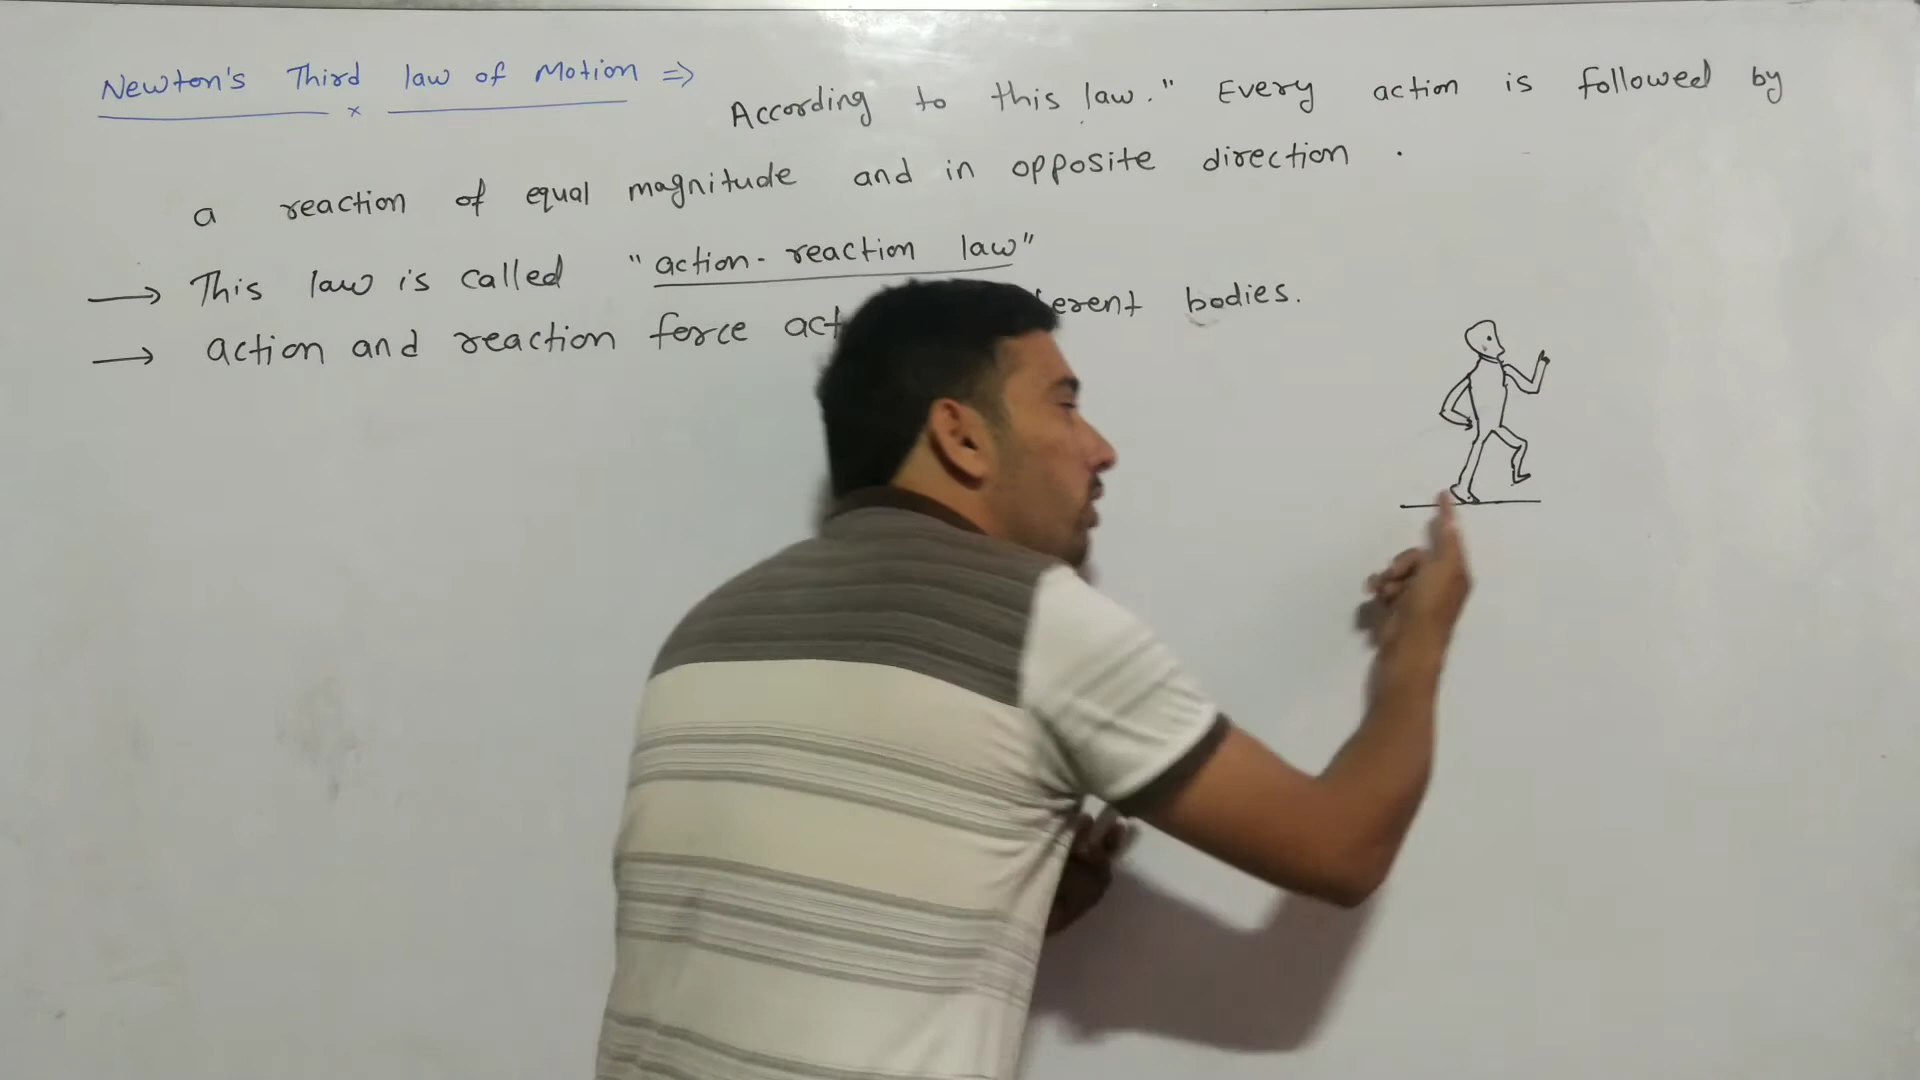 Newton's Third law of Motion ⇒ According to this law." Every action is followed by
a reaction of equal magnitude and in opposite direction.
→ This law is called "action-reaction law"
→ action and reaction force act bodies.